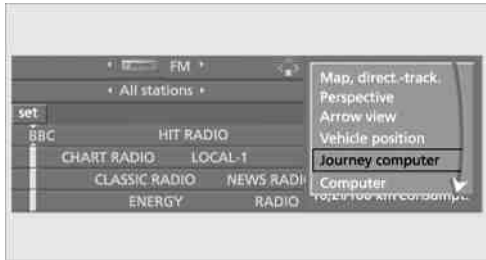 FM
All stations
set
BBC HIT RADIO
CHART RADIO LOCAL-1
CLASSIC RADIO NEWS RADI
ENERGY RADIO
Map, direct.-track.
Perspective
Arrow view
Vehicle position
Journey computer
Computer